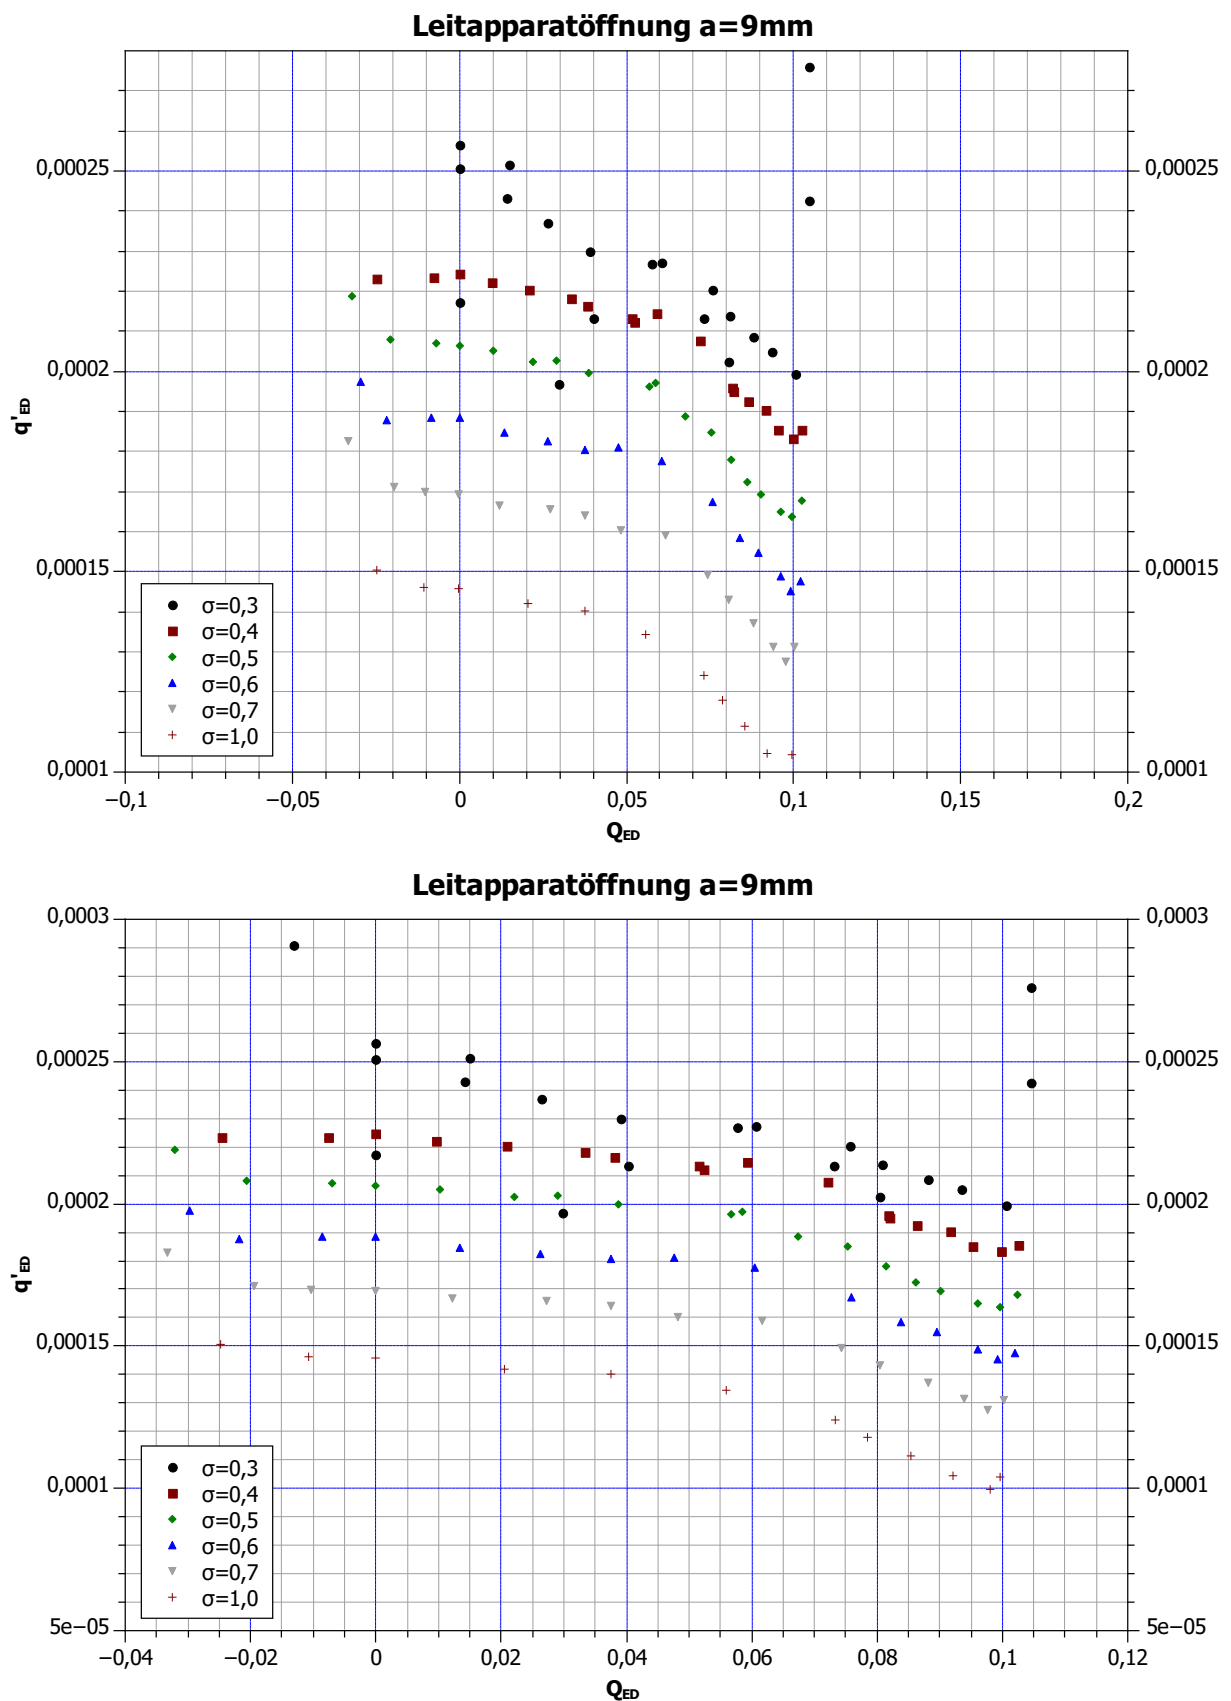 Leitapparatöffnung a=9mm
0,00025 0,00025
0,0002 0,0002
q'ED
0,00015 0,00015
σ=0,3
σ=0,4
σ=0,5
σ=0,6
σ=0,7
σ=1,0
0,0001 0,0001
−0,1 −0,05 0 0,05 0,1 0,15 0,2
QED
Leitapparatöffnung a=9mm
0,0003 0,0003
0,00025 0,00025
0,0002 0,0002
q'ED
0,00015 0,00015
0,0001 0,0001
σ=0,3
σ=0,4
σ=0,5
σ=0,6
σ=0,7
σ=1,0
5e−05 5e−05
−0,04 −0,02 0 0,02 0,04 0,06 0,08 0,1 0,12
QED